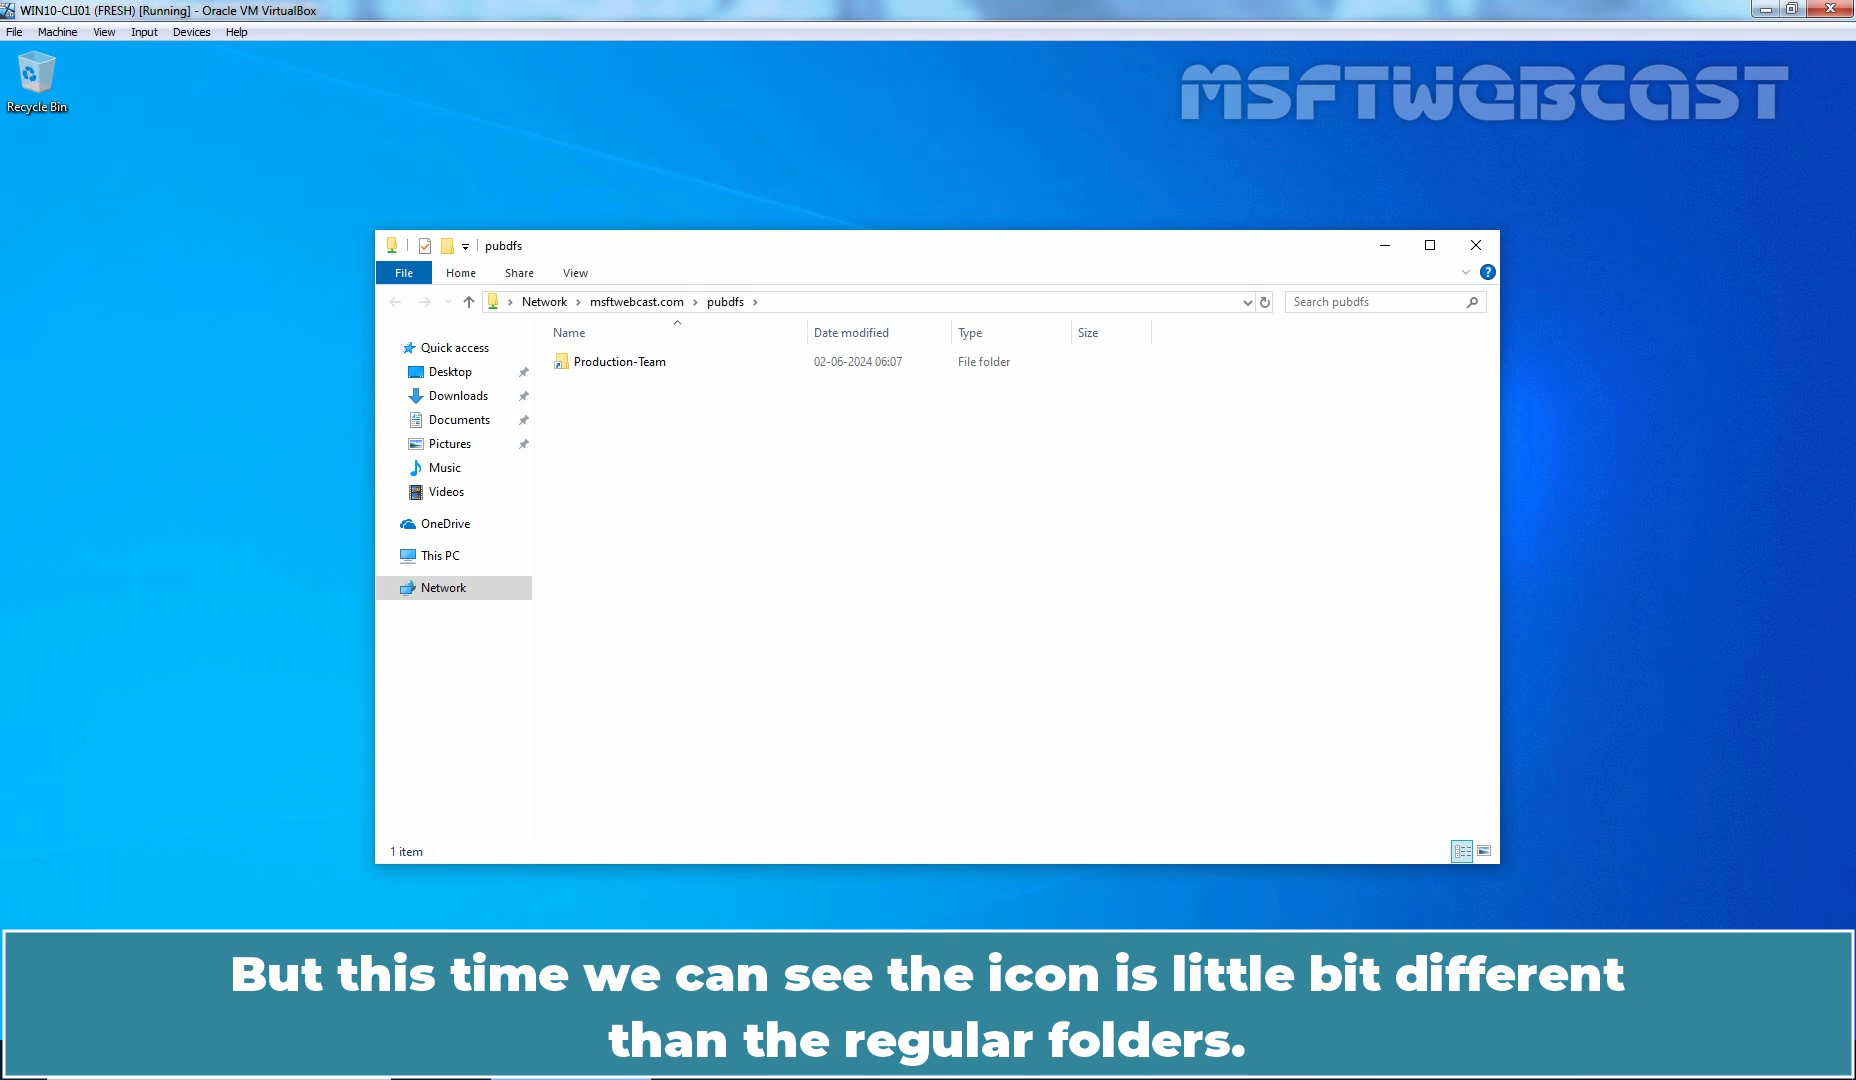 WIN10-CLI01 (FRESH) [Running] - Oracle VM VirtualBox
File Machine View Input Devices Help
Recycle Bin
MSFTWEBCAST
pubdfs
File Home Share View
Network > msftwebcast.com > pubdfs >
Search pubdfs
Name Date modified Type Size
Production-Team 02-06-2024 06:07 File folder
Quick access
Desktop
Downloads
Documents
Pictures
Music
Videos
OneDrive
This PC
Network
1 item
But this time we can see the icon is little bit different
than the regular folders.